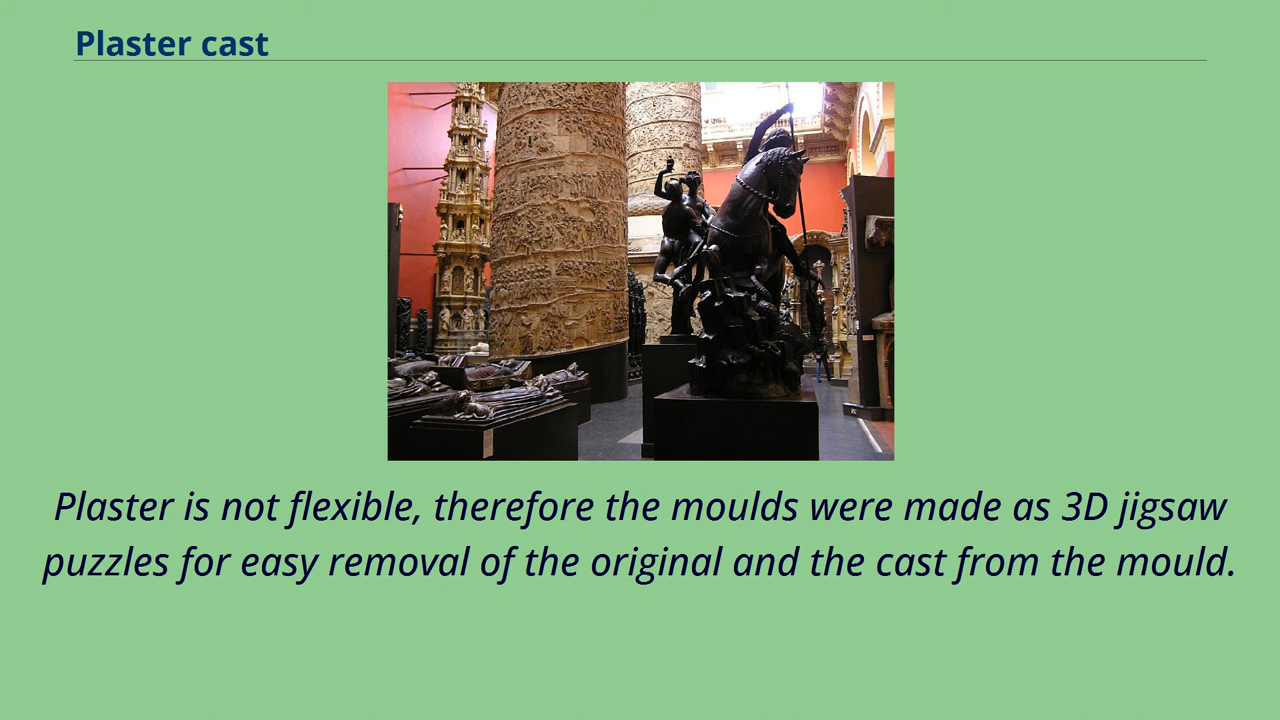 Plaster cast
Plaster is not flexible, therefore the moulds were made as 3D jigsaw
puzzles for easy removal of the original and the cast from the mould.